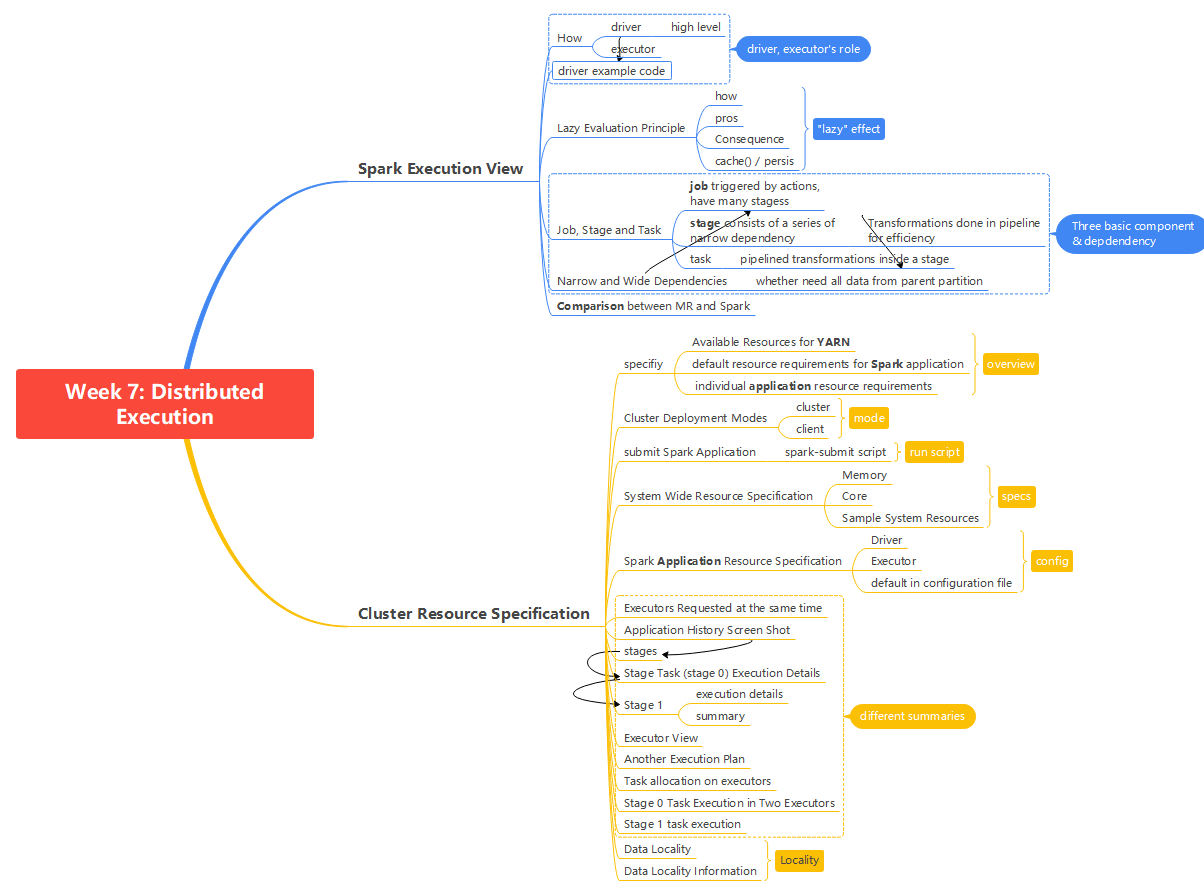 Week 7: Distributed
Execution
Spark Execution View
How
driver
high level
executor
driver example code
driver, executor's role
Lazy Evaluation Principle
how
pros
Consequence
cache() / persis
"lazy" effect
Job, Stage and Task
job triggered by actions,
have many stagess
stage consists of a series of
narrow dependency
Transformations done in pipeline
for efficiency
task
pipelined transformations inside a stage
Narrow and Wide Dependencies
whether need all data from parent partition
Three basic component
& depdendency
Comparison between MR and Spark
Cluster Resource Specification
specifiy
Available Resources for YARN
default resource requirements for Spark application
individual application resource requirements
overview
Cluster Deployment Modes
cluster
client
mode
submit Spark Application
spark-submit script
run script
System Wide Resource Specification
Memory
Core
Sample System Resources
specs
Spark Application Resource Specification
Driver
Executor
default in configuration file
config
Executors Requested at the same time
Application History Screen Shot
stages
Stage Task (stage 0) Execution Details
Stage 1
execution details
summary
Executor View
Another Execution Plan
Task allocation on executors
Stage 0 Task Execution in Two Executors
Stage 1 task execution
different summaries
Data Locality
Data Locality Information
Locality